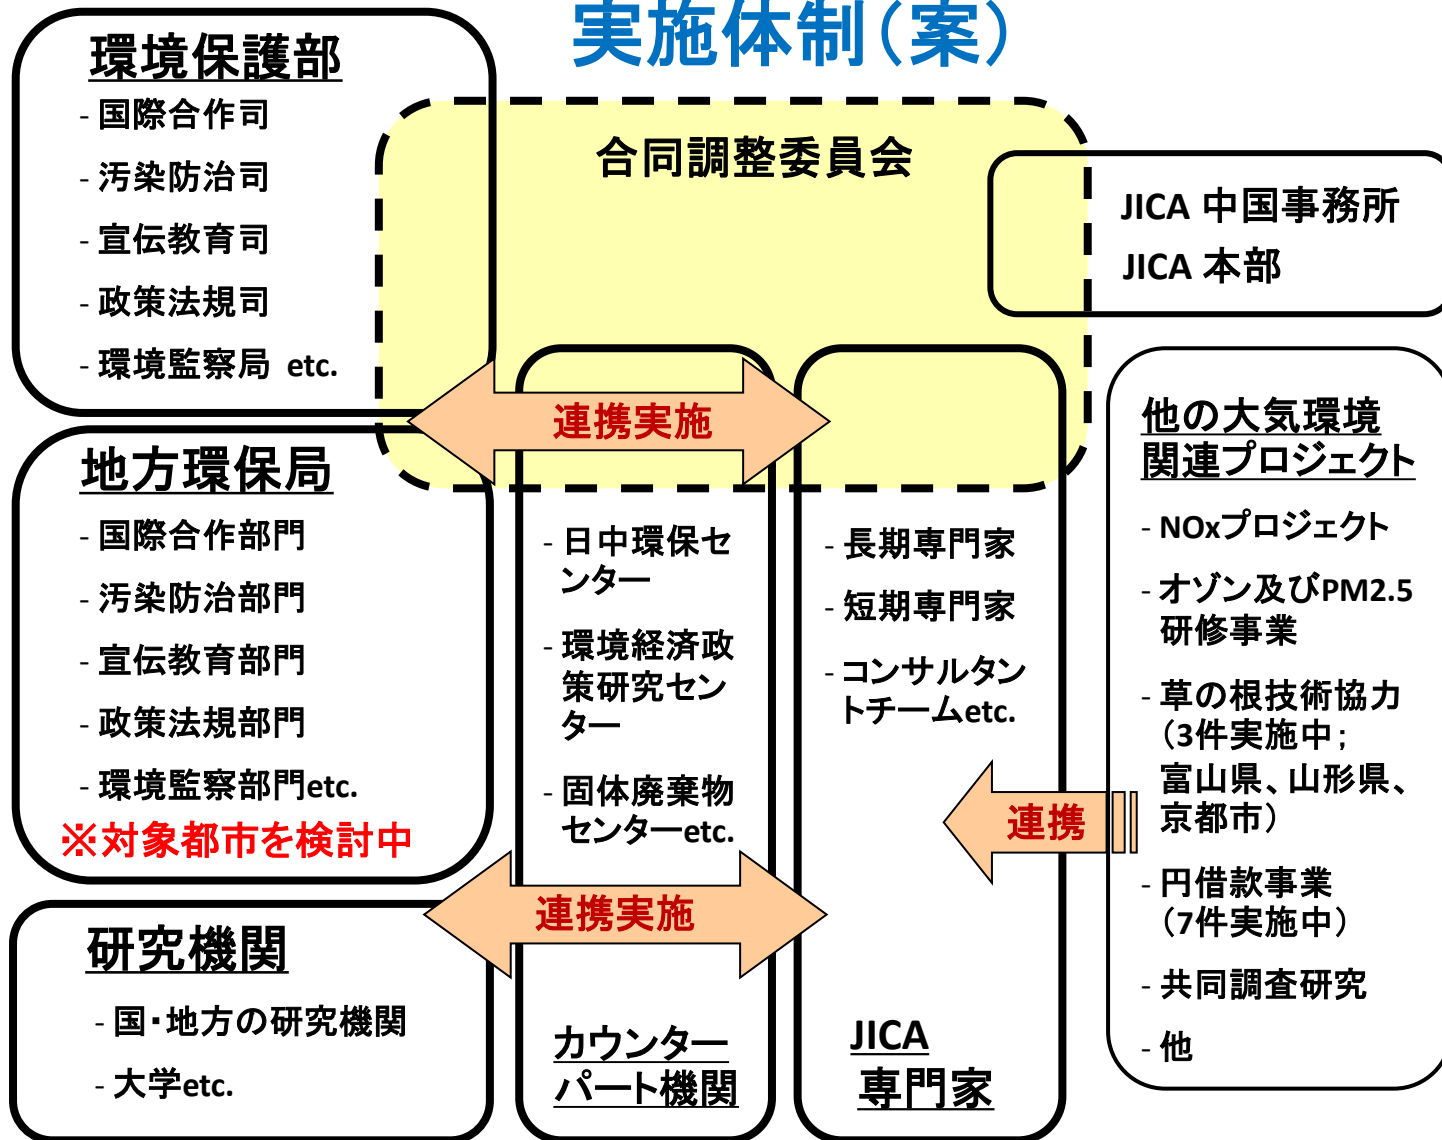 実施体制（案）
環境保護部
- 国際合作司
- 汚染防治司
- 宣伝教育司
- 政策法規司
- 環境監察局 etc.
合同調整委員会
JICA 中国事務所
JICA 本部
連携実施
地方環保局
- 国際合作部門
- 汚染防治部門
- 宣伝教育部門
- 政策法規部門
- 環境監察部門etc.
※対象都市を検討中
- 日中環保セ
ンター
- 環境経済政
策研究セン
ター
- 固体廃棄物
センターetc.
カウンター
パート機関
- 長期専門家
- 短期専門家
- コンサルタン
トチームetc.
JICA
専門家
連携
他の大気環境
関連プロジェクト
- NOxプロジェクト
- オゾン及びPM2.5
研修事業
- 草の根技術協力
（3件実施中；
富山県、山形県、
京都市）
- 円借款事業
（7件実施中）
- 共同調査研究
- 他
連携実施
研究機関
- 国・地方の研究機関
- 大学etc.